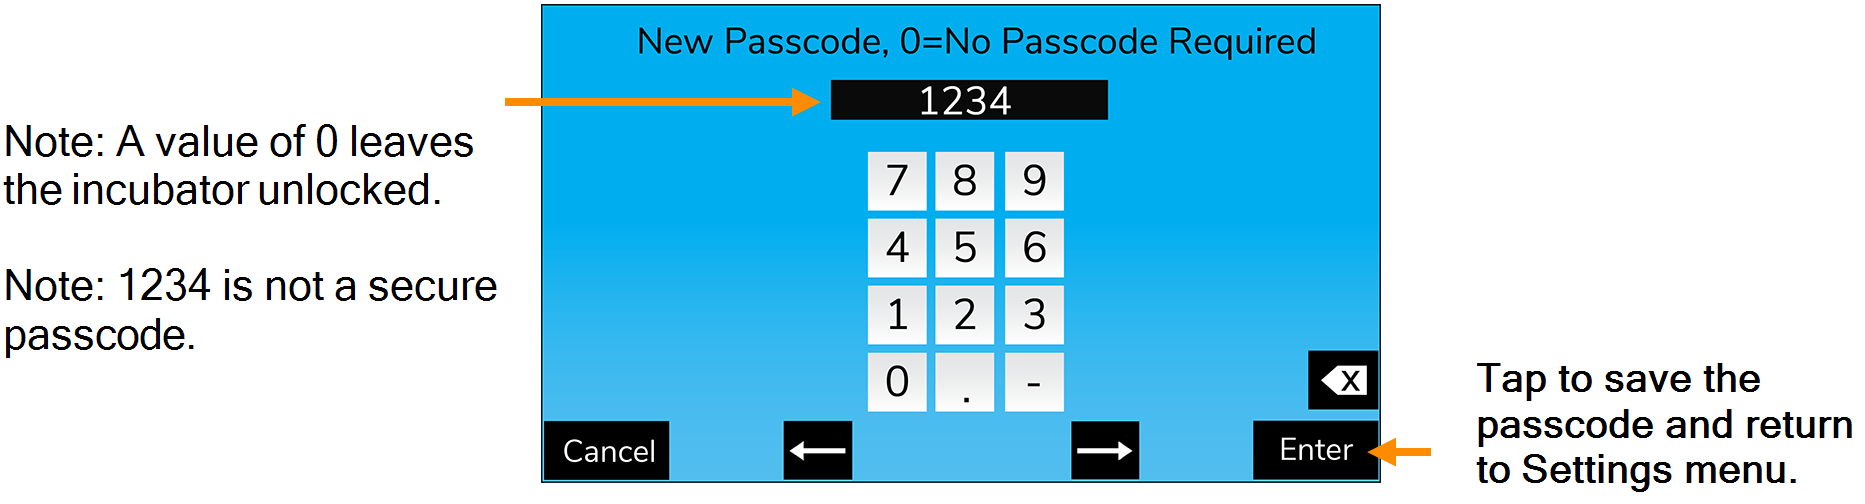 New Passcode, 0=No Passcode Required
1234
Note: A value of 0 leaves
the incubator unlocked.
Note: 1234 is not a secure
passcode.
7 8 9
4 5 6
1 2 3
0 . -
X
Cancel
Enter
Tap to save the
passcode and return
to Settings menu.